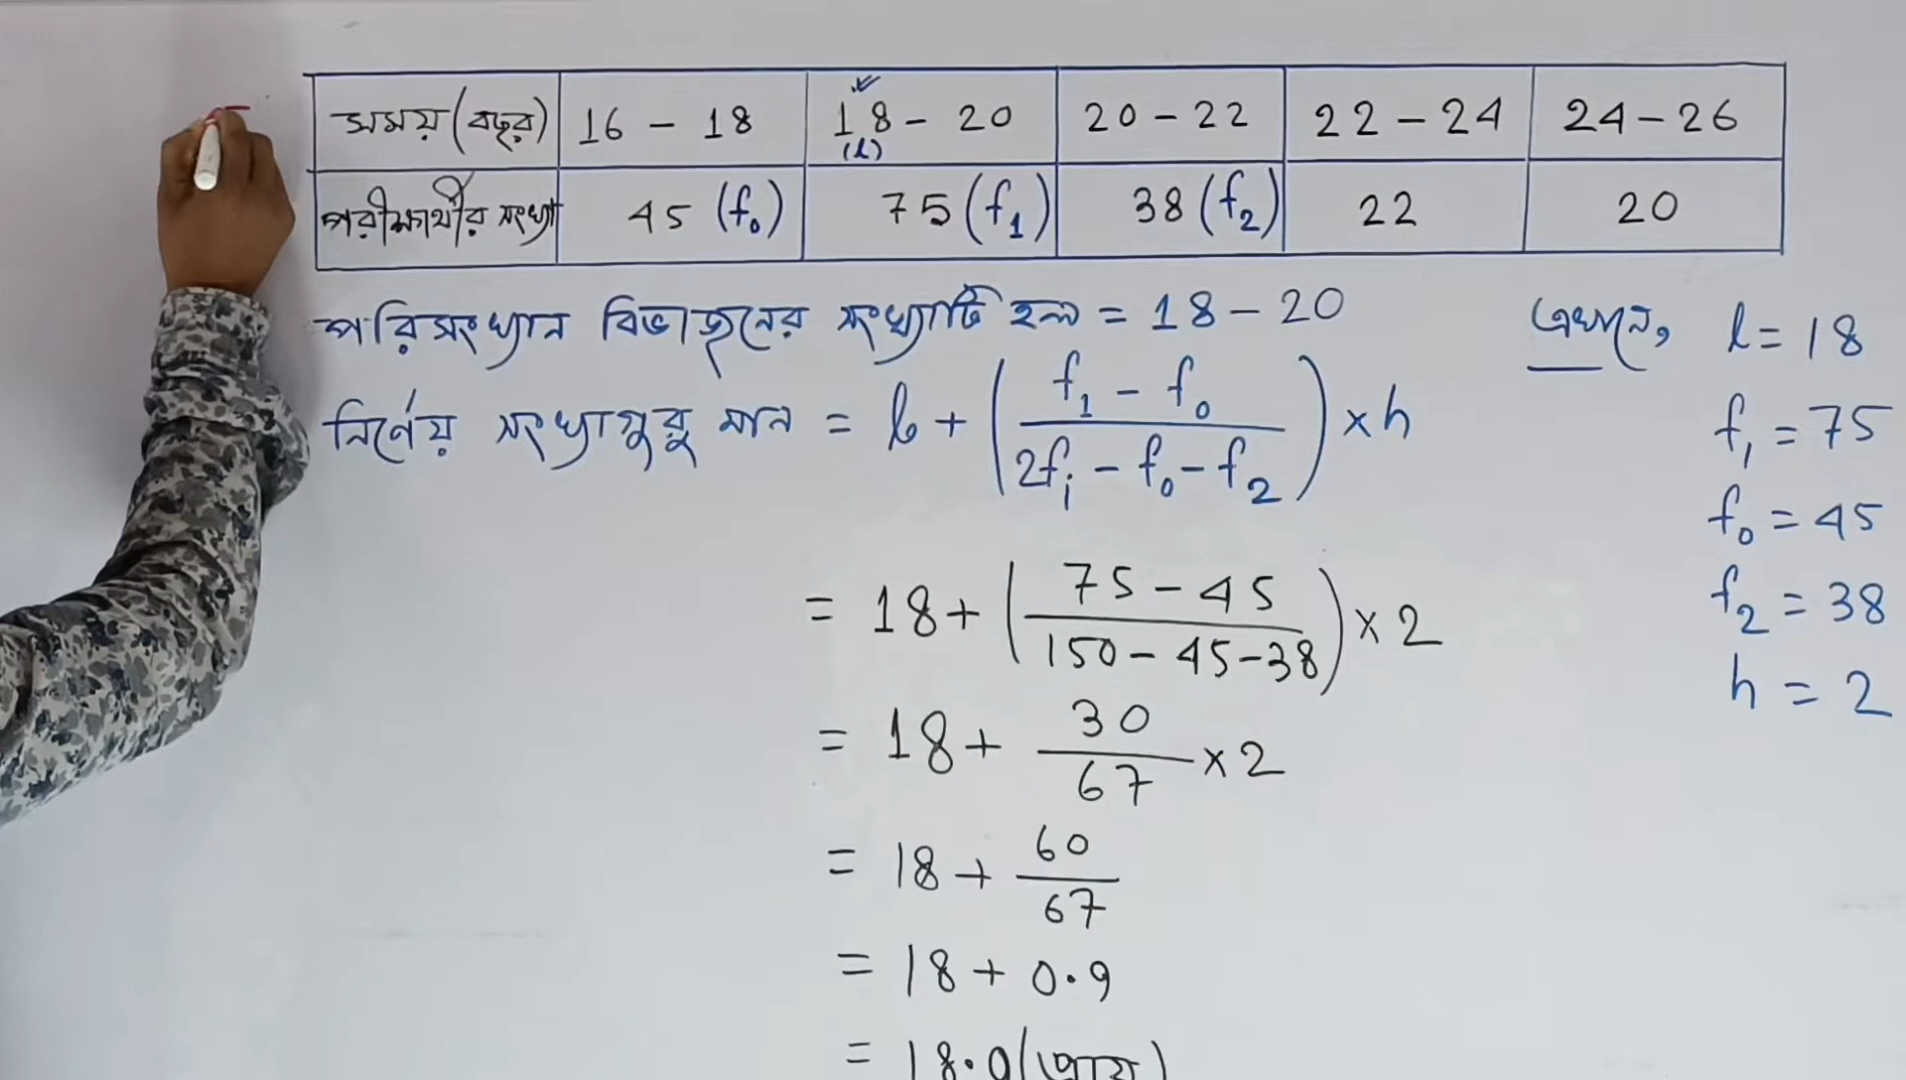 সময় (বছর) 16 - 18 18 - 20 20 - 22 22 - 24 24 - 26
(l)
পরীক্ষার্থীর সংখ্যা 45 (f₀) 75 (f₁) 38 (f₂) 22 20
পরিসংখ্যান বিভাজনের সংখ্যাটি হল = 18 - 20
নির্ণেয় সংখ্যাগুরু মান = l + ( (f₁ - f₀) / (2f₁ - f₀ - f₂) ) × h
= 18 + ( (75 - 45) / (150 - 45 - 38) ) × 2
= 18 + 30/67 × 2
= 18 + 60/67
= 18 + 0.9
= 18.9 (প্রায়)
এখানে, l = 18
f₁ = 75
f₀ = 45
f₂ = 38
h = 2